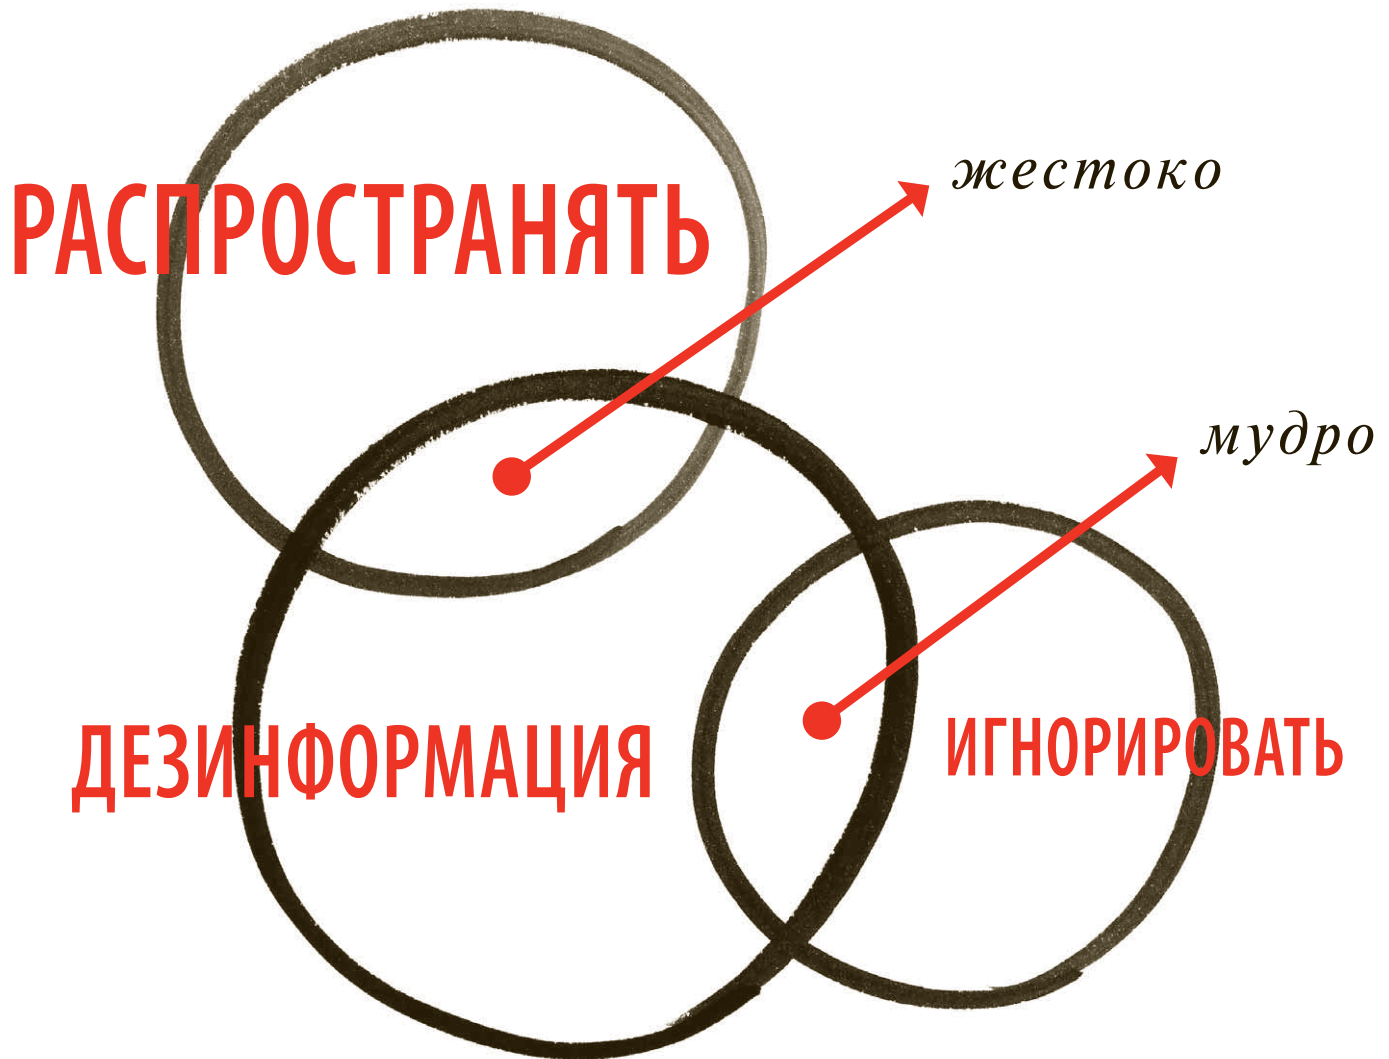 жестоко
РАСПРОСТРАНЯТЬ
мудро
ДЕЗИНФОРМАЦИЯ
ИГНОРИРОВАТЬ